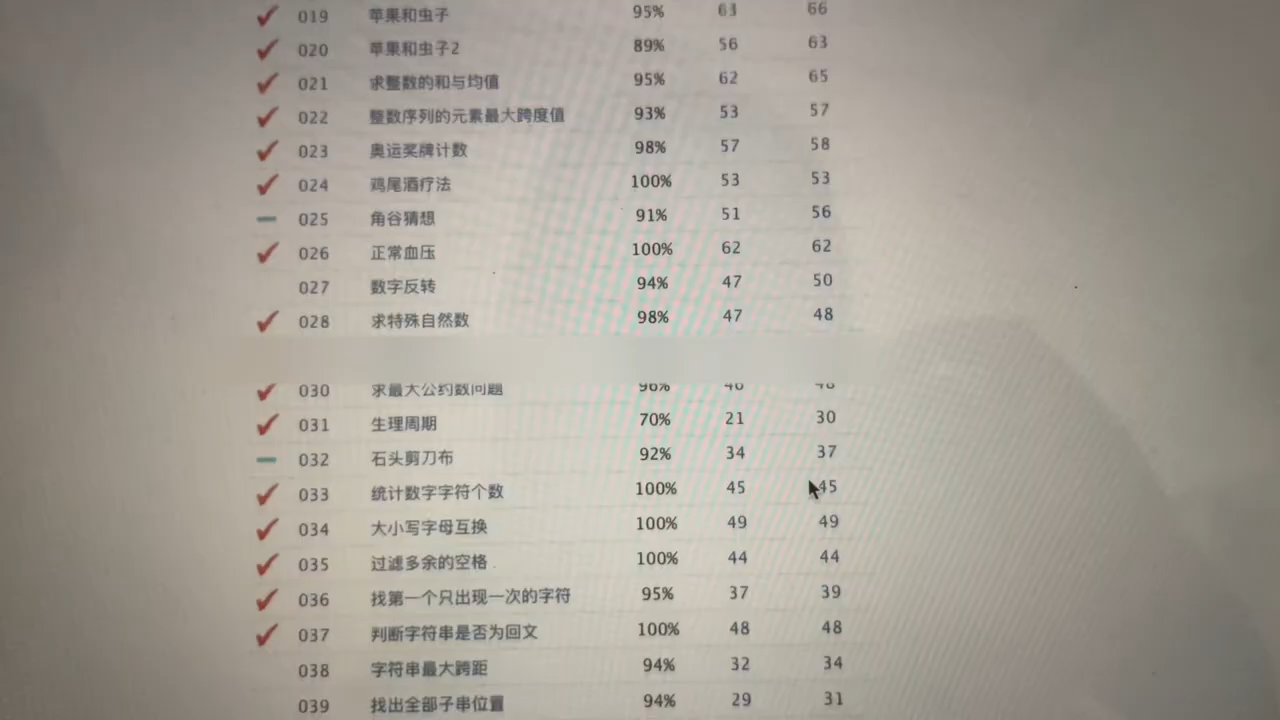 019 苹果和虫子 95% 63 66
020 苹果和虫子2 89% 56 63
021 求整数的和与均值 95% 62 65
022 整数序列的元素最大跨度值 93% 53 57
023 奥运奖牌计数 98% 57 58
024 鸡尾酒疗法 100% 53 53
025 角谷猜想 91% 51 56
026 正常血压 100% 62 62
027 数字反转 94% 47 50
028 求特殊自然数 98% 47 48
030 求最大公约数问题 96% 46 48
031 生理周期 70% 21 30
032 石头剪刀布 92% 34 37
033 统计数字字符个数 100% 45 45
034 大小写字母互换 100% 49 49
035 过滤多余的空格 100% 44 44
036 找第一个只出现一次的字符 95% 37 39
037 判断字符串是否为回文 100% 48 48
038 字符串最大跨距 94% 32 34
039 找出全部子串位置 94% 29 31